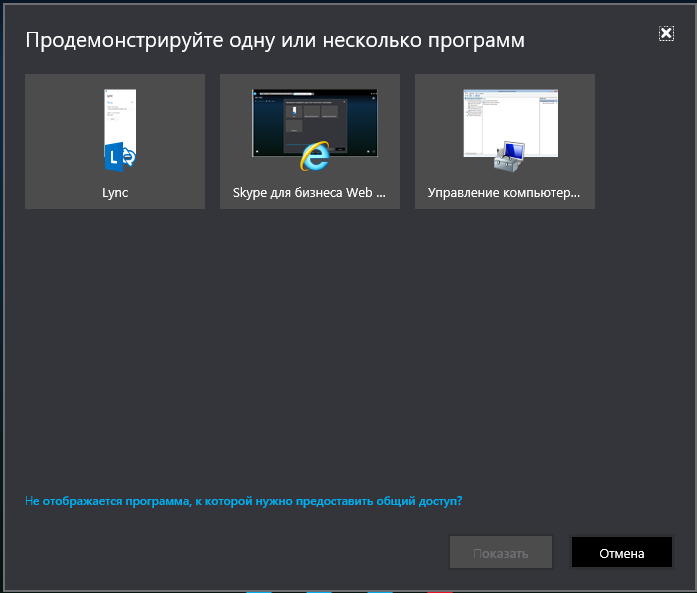 Продемонстрируйте одну или несколько программ
Lync
Skype для бизнеса Web ...
Управление компьютер...
Не отображается программа, к которой нужно предоставить общий доступ?
Показать
Отмена